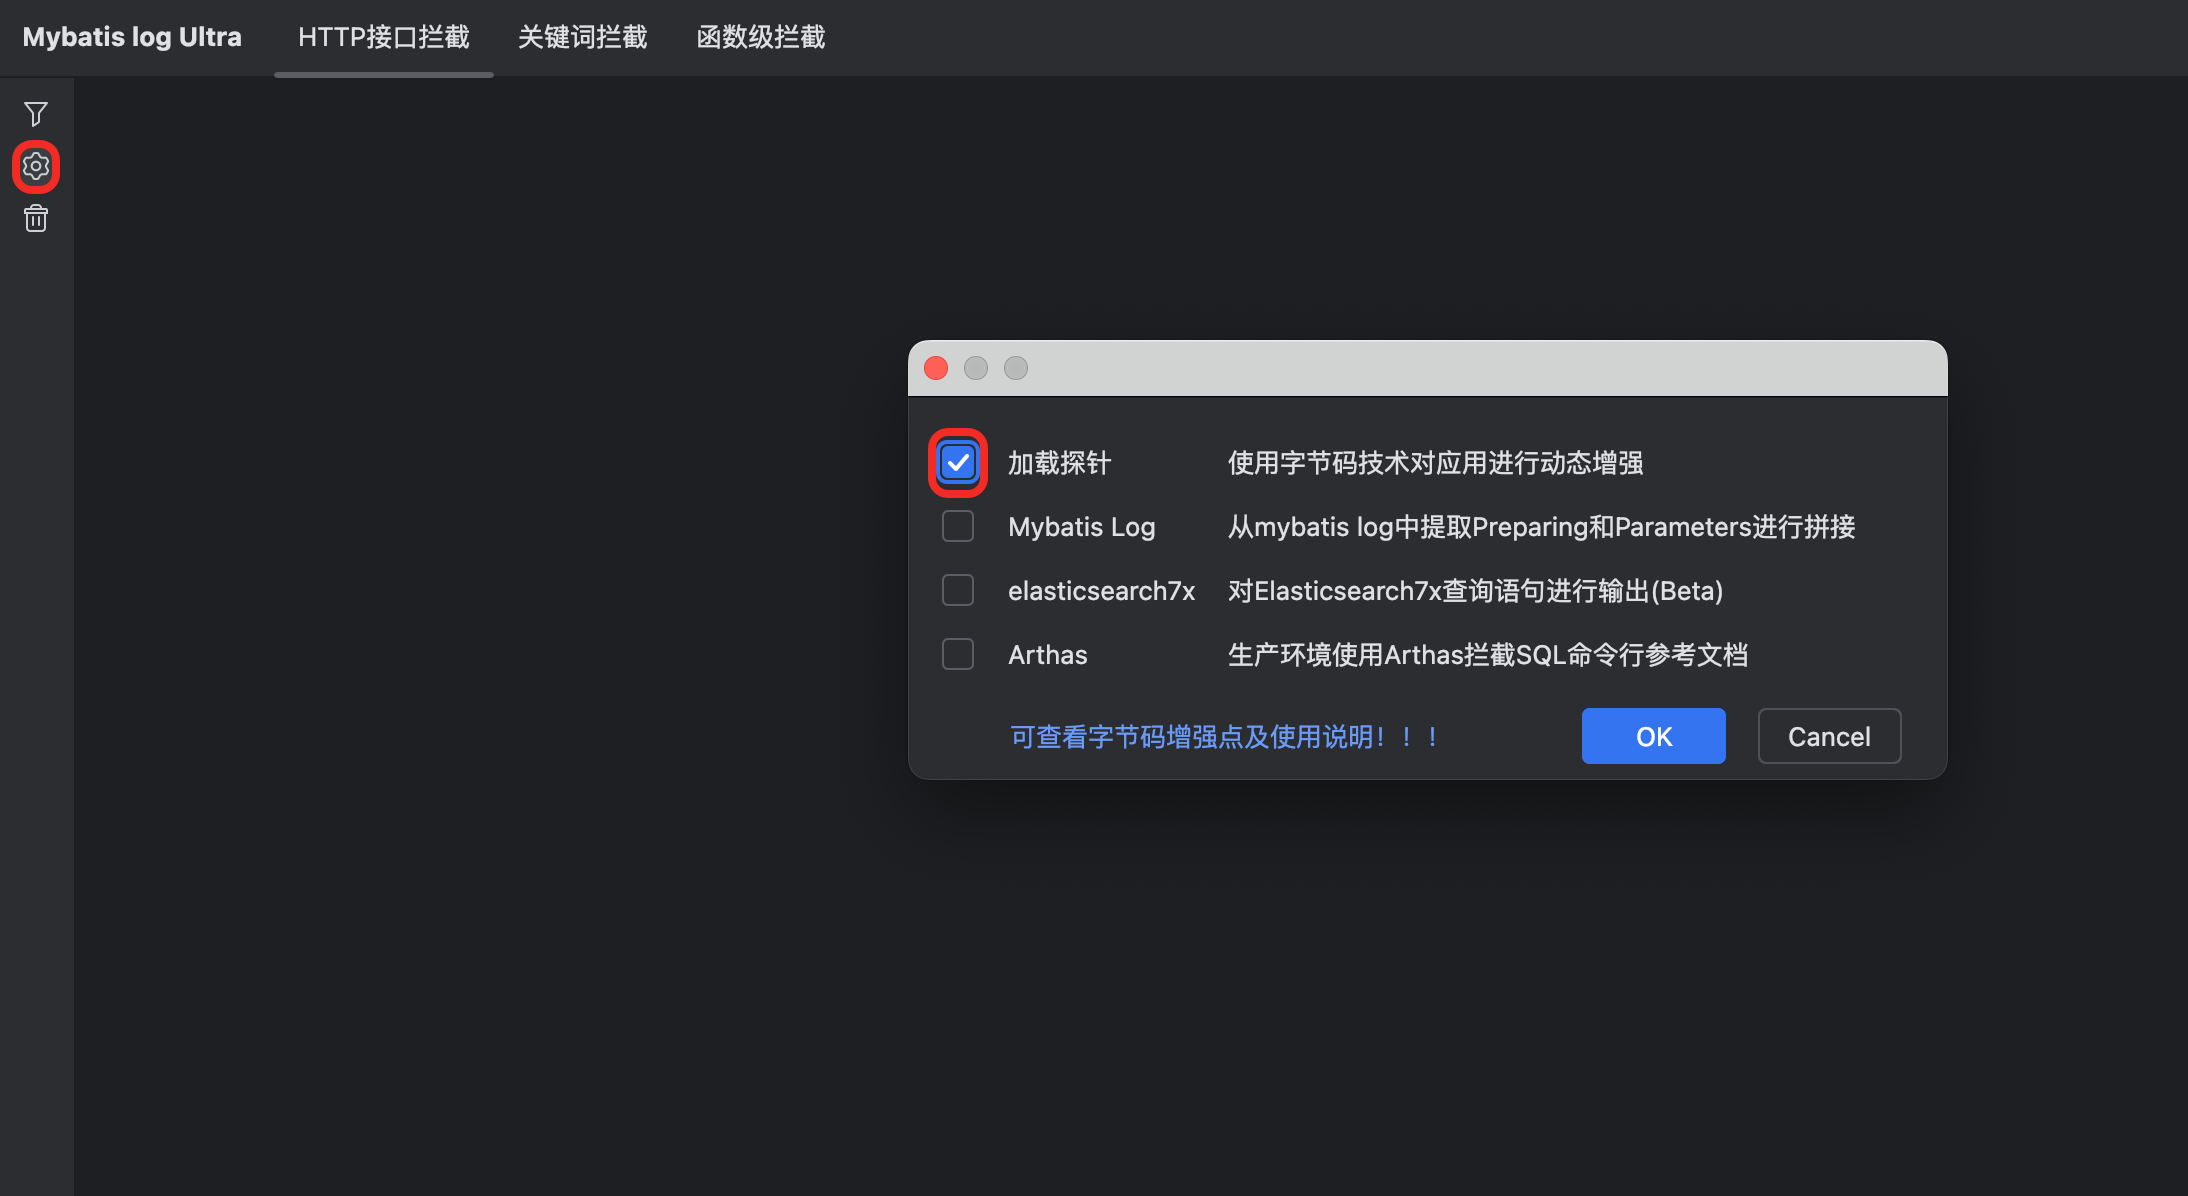 Mybatis log Ultra HTTP接口拦截 关键词拦截 函数级拦截
加载探针 使用字节码技术对应用进行动态增强
Mybatis Log 从mybatis log中提取Preparing和Parameters进行拼接
elasticsearch7x 对Elasticsearch7x查询语句进行输出(Beta)
Arthas 生产环境使用Arthas拦截SQL命令行参考文档
可查看字节码增强点及使用说明！！！ OK Cancel